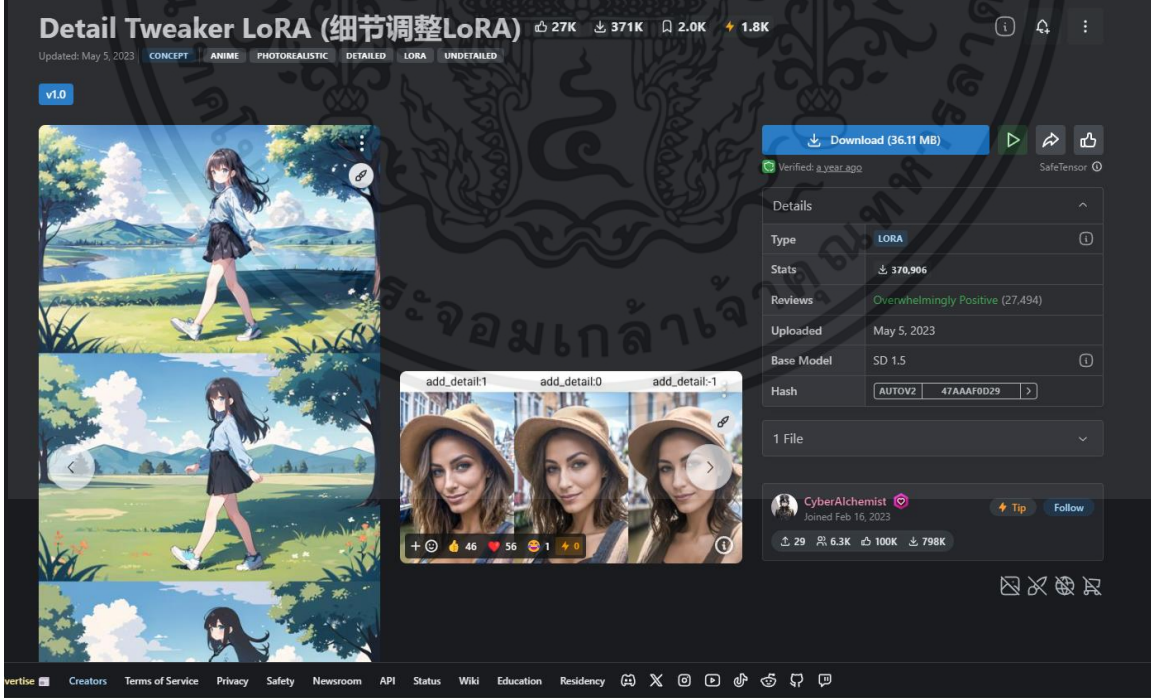 Detail Tweaker LoRA (细节调整LoRA) 27K 371K 2.0K 1.8K
Updated: May 5, 2023 CONCEPT ANIME PHOTOREALISTIC DETAILED LORA UNDETAILED
v1.0
Download (36.11 MB)
Verified: a year ago SafeTensor
Details
Type LORA
Stats 370,906
Reviews Overwhelmingly Positive (27,494)
Uploaded May 5, 2023
Base Model SD 1.5
Hash AUTOV2 47AAAF0D29
1 File
add_detail:1 add_detail:0 add_detail:-1
46 56 1 0
CyberAlchemist
Joined Feb 16, 2023
Tip Follow
29 6.3K 100K 798K
vertise Creators Terms of Service Privacy Safety Newsroom API Status Wiki Education Residency